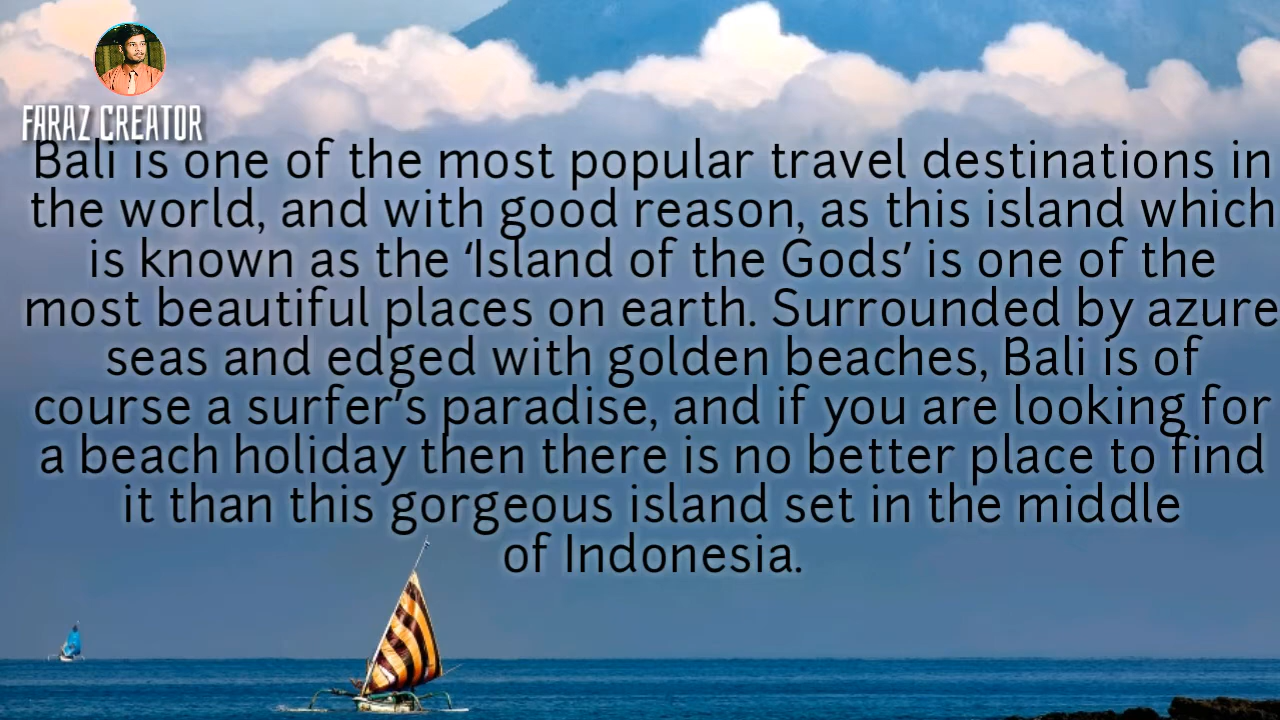 FARAZ CREATOR
Bali is one of the most popular travel destinations in
the world, and with good reason, as this island which
is known as the ‘Island of the Gods’ is one of the
most beautiful places on earth. Surrounded by azure
seas and edged with golden beaches, Bali is of
course a surfer’s paradise, and if you are looking for
a beach holiday then there is no better place to find
it than this gorgeous island set in the middle
of Indonesia.